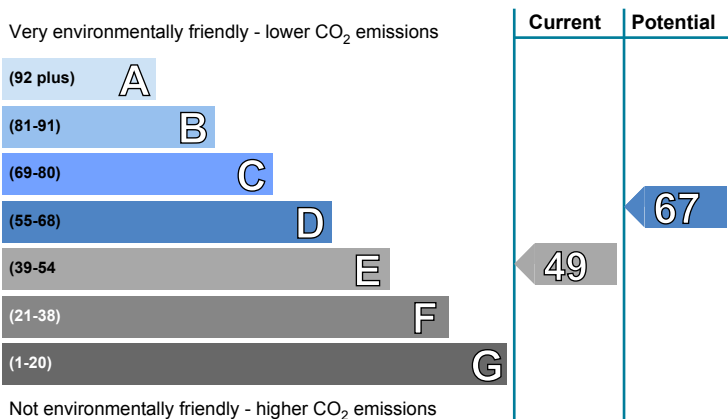 Current Potential
Very environmentally friendly - lower CO2 emissions
(92 plus) A
(81-91) B
(69-80) C
(55-68) D
67
(39-54 E
49
(21-38) F
(1-20) G
Not environmentally friendly - higher CO2 emissions